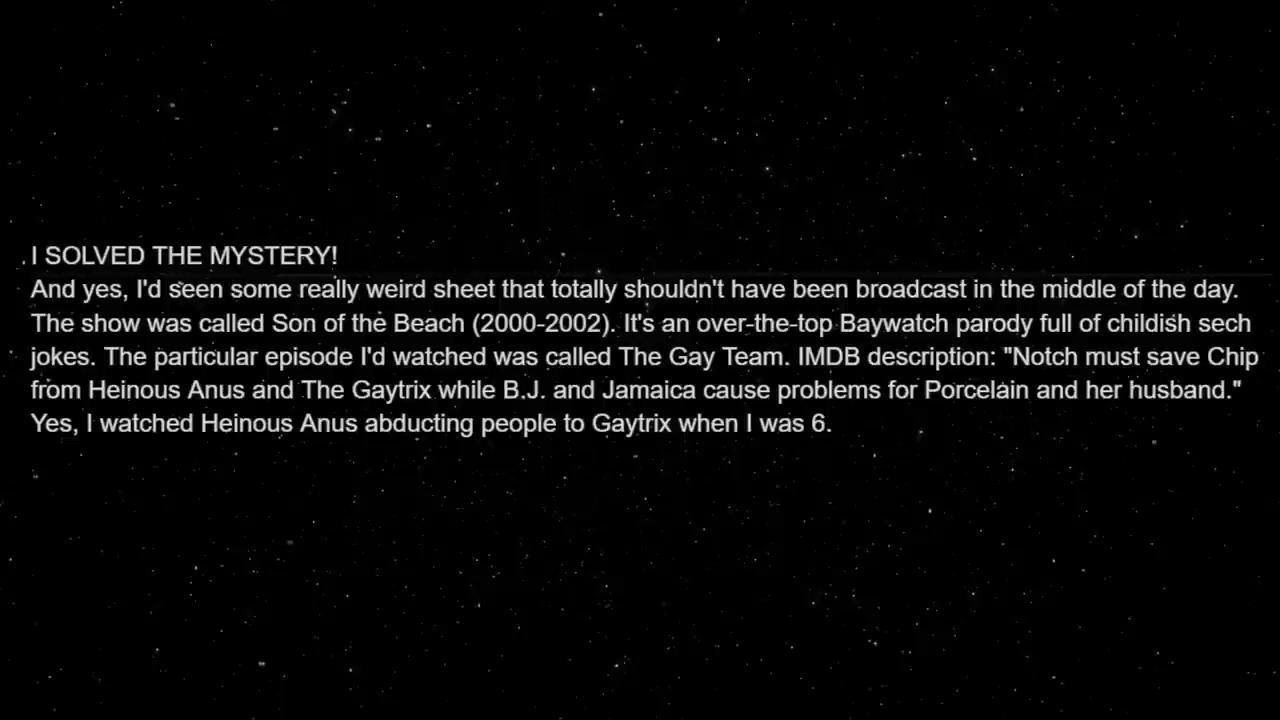 I SOLVED THE MYSTERY!
And yes, I'd seen some really weird sheet that totally shouldn't have been broadcast in the middle of the day.
The show was called Son of the Beach (2000-2002). It's an over-the-top Baywatch parody full of childish sech
jokes. The particular episode I'd watched was called The Gay Team. IMDB description: "Notch must save Chip
from Heinous Anus and The Gaytrix while B.J. and Jamaica cause problems for Porcelain and her husband."
Yes, I watched Heinous Anus abducting people to Gaytrix when I was 6.